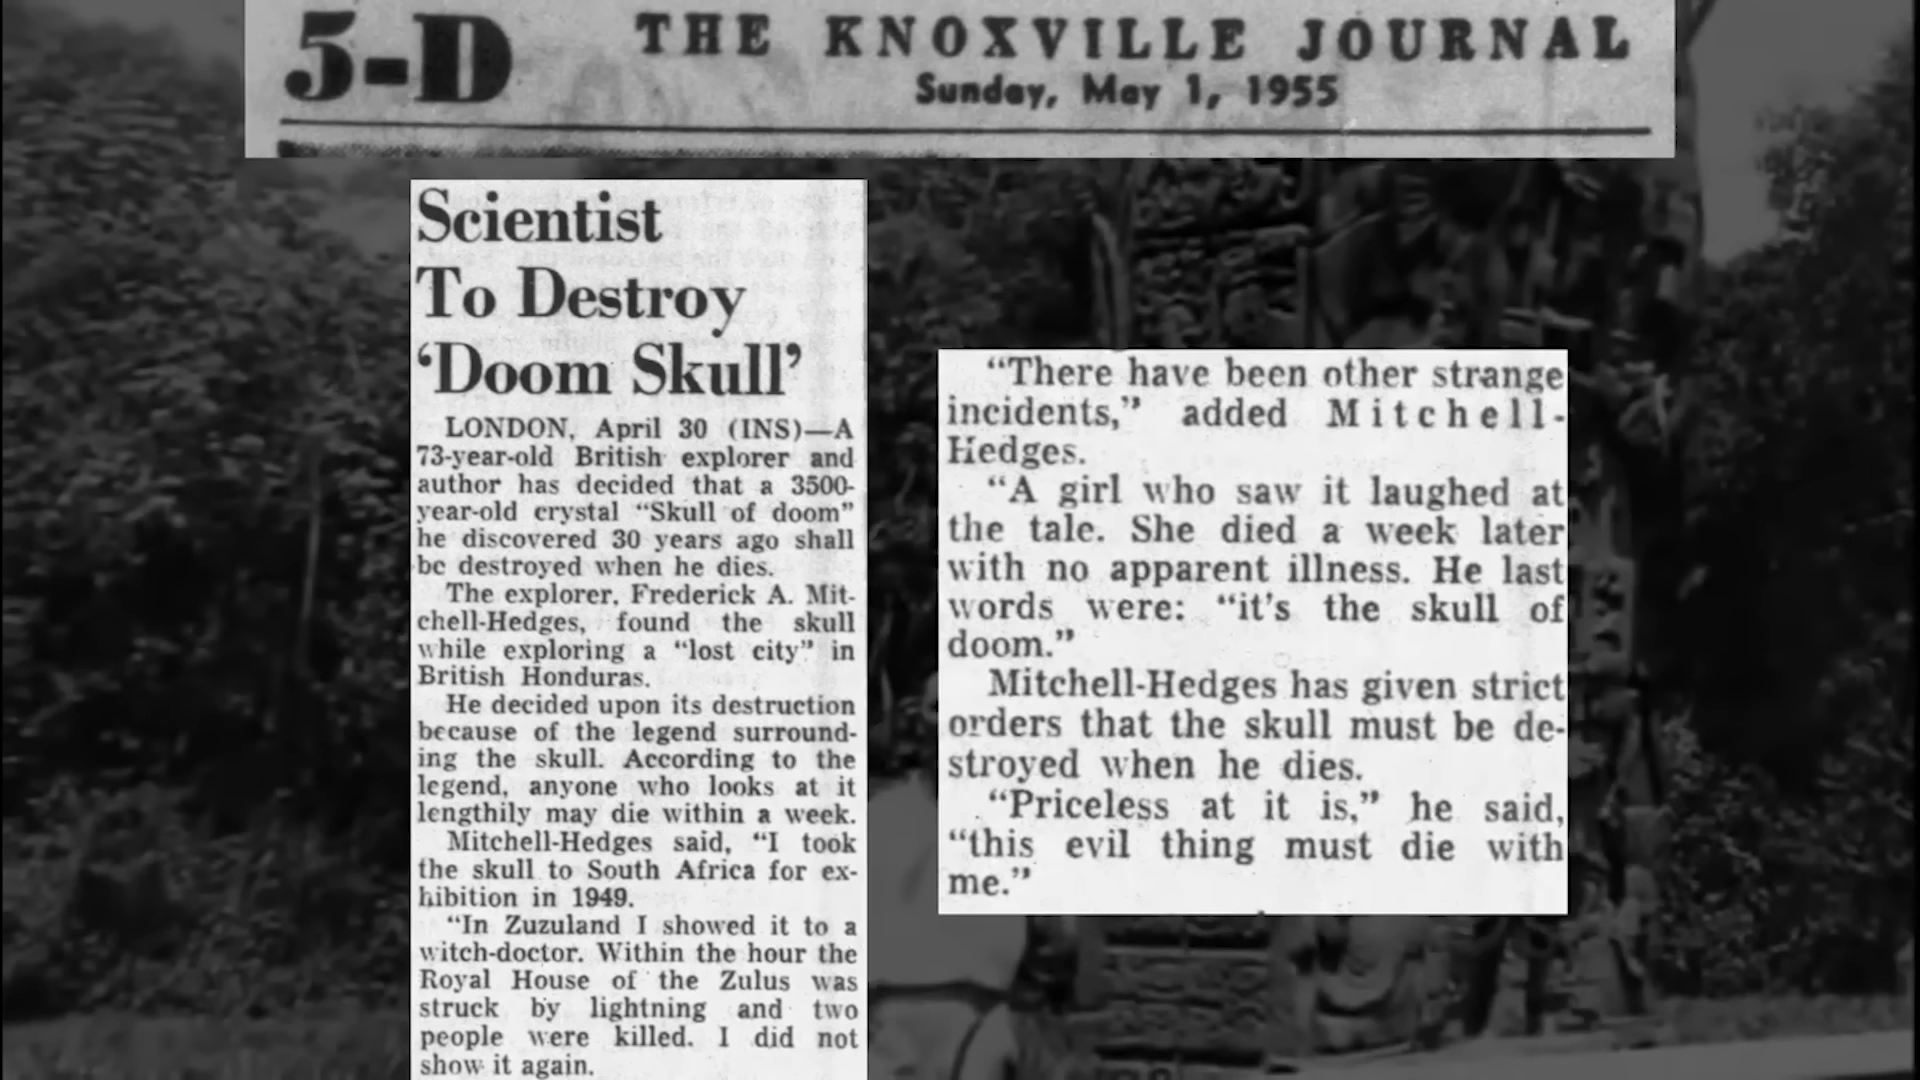 5-D THE KNOXVILLE JOURNAL
Sunday, May 1, 1955
Scientist
To Destroy
‘Doom Skull’
LONDON, April 30 (INS)—A
73-year-old British explorer and
author has decided that a 3500-
year-old crystal “Skull of doom”
he discovered 30 years ago shall
be destroyed when he dies.
The explorer, Frederick A. Mit-
chell-Hedges, found the skull
while exploring a “lost city” in
British Honduras.
He decided upon its destruction
because of the legend surround-
ing the skull. According to the
legend, anyone who looks at it
lengthily may die within a week.
Mitchell-Hedges said, “I took
the skull to South Africa for ex-
hibition in 1949.
“In Zuzuland I showed it to a
witch-doctor. Within the hour the
Royal House of the Zulus was
struck by lightning and two
people were killed. I did not
show it again.
“There have been other strange
incidents,” added Mitchell-
Hedges.
“A girl who saw it laughed at
the tale. She died a week later
with no apparent illness. He last
words were: “it's the skull of
doom.”
Mitchell-Hedges has given strict
orders that the skull must be de-
stroyed when he dies.
“Priceless at it is,” he said,
“this evil thing must die with
me.”